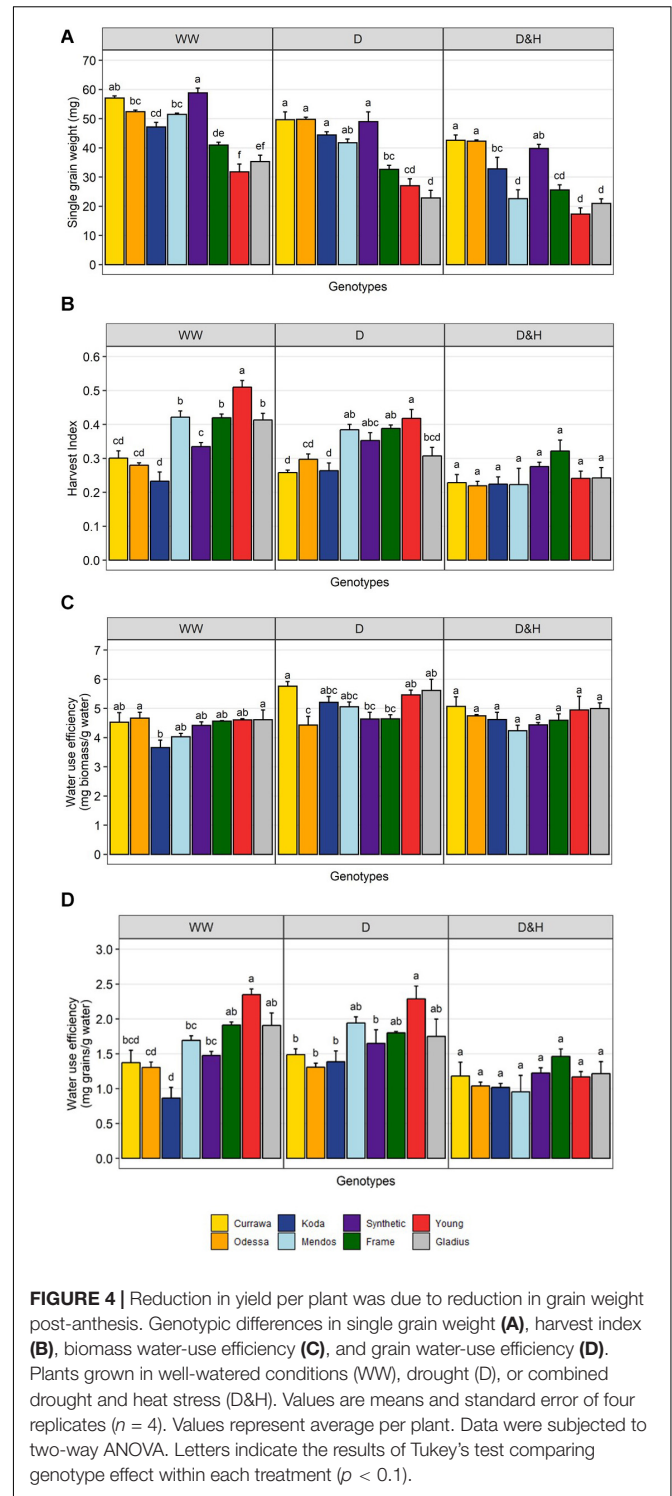 A
WW D D&H
Single grain weight (mg)
70
60
50
40
30
20
10
0
ab bc cd bc a de f ef
a a a ab a bc cd d
a a bc d ab cd d d
Genotypes
B
WW D D&H
Harvest Index
0.6
0.5
0.4
0.3
0.2
0.1
0.0
cd cd d b c b a b
d cd d ab abc ab a bcd
a a a a a a a a
Genotypes
C
WW D D&H
Water use efficiency
(mg biomass/g water)
7
6
5
4
3
2
1
0
ab a b ab ab ab ab a
a c abc abc bc bc ab ab
a a a a a a a a
Genotypes
D
WW D D&H
Water use efficiency
(mg grains/g water)
3.0
2.5
2.0
1.5
1.0
0.5
0.0
bcd cd d bc bc ab a ab
b b b ab b ab a ab
a a a a a a a a
Genotypes
Currawa Koda Synthetic Young
Odessa Mendos Frame Gladius
FIGURE 4 | Reduction in yield per plant was due to reduction in grain weight
post-anthesis. Genotypic differences in single grain weight (A), harvest index
(B), biomass water-use efficiency (C), and grain water-use efficiency (D).
Plants grown in well-watered conditions (WW), drought (D), or combined
drought and heat stress (D&H). Values are means and standard error of four
replicates (n = 4). Values represent average per plant. Data were subjected to
two-way ANOVA. Letters indicate the results of Tukey's test comparing
genotype effect within each treatment (p < 0.1).